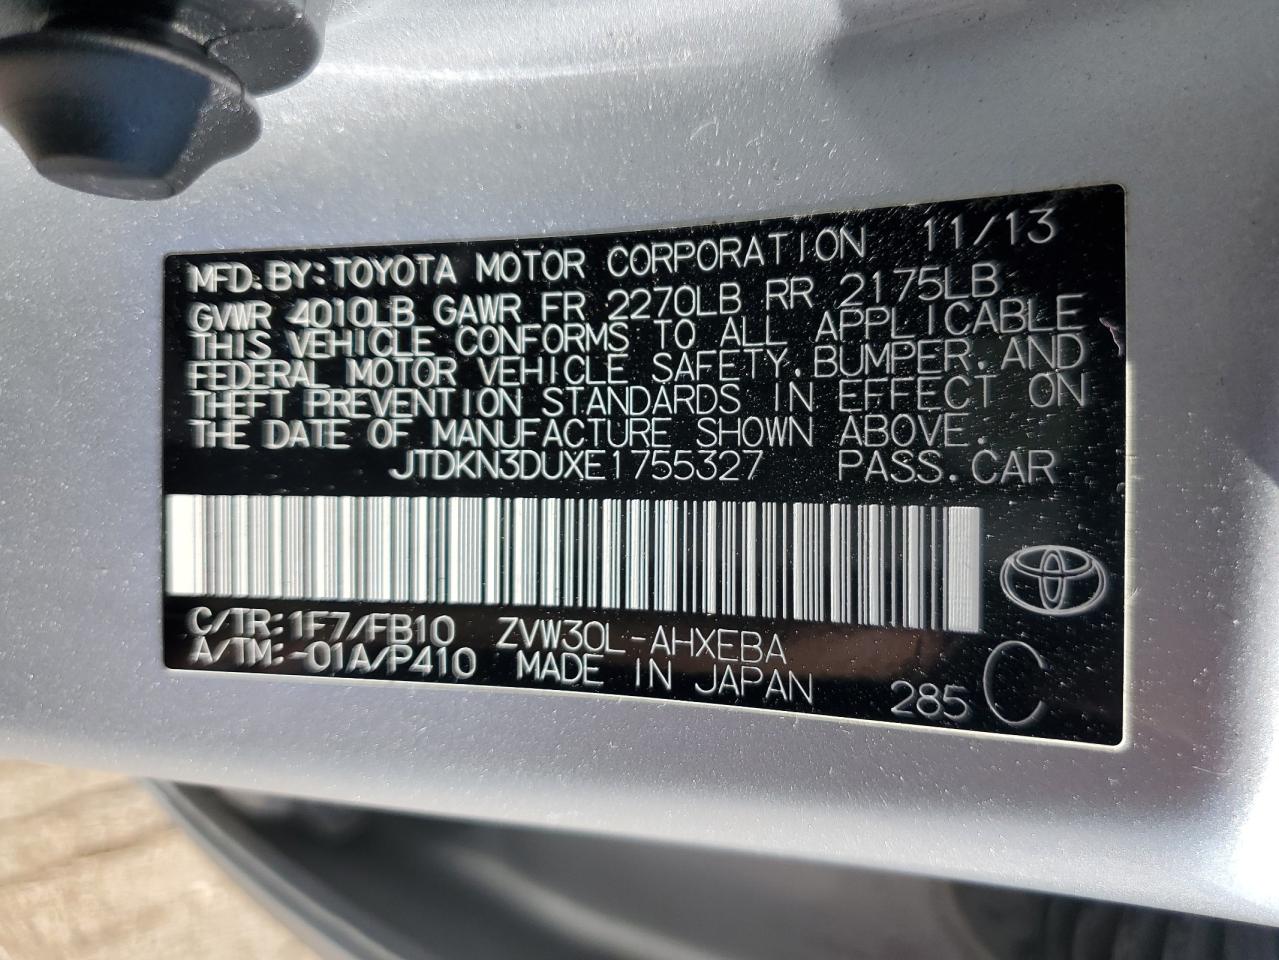 MFD.BY:TOYOTA MOTOR CORPORATION 11/13
GVWR 4010LB GAWR FR 2270LB RR 2175LB
THIS VEHICLE CONFORMS TO ALL APPLICABLE
FEDERAL MOTOR VEHICLE SAFETY,BUMPER,AND
THEFT PREVENTION STANDARDS IN EFFECT ON
THE DATE OF MANUFACTURE SHOWN ABOVE.
JTDKN3DUXE1755327 PASS.CAR
C/TR:1F7/FB10 ZVW30L-AHXEBA
A/TM:-01A/P410 MADE IN JAPAN 285 C